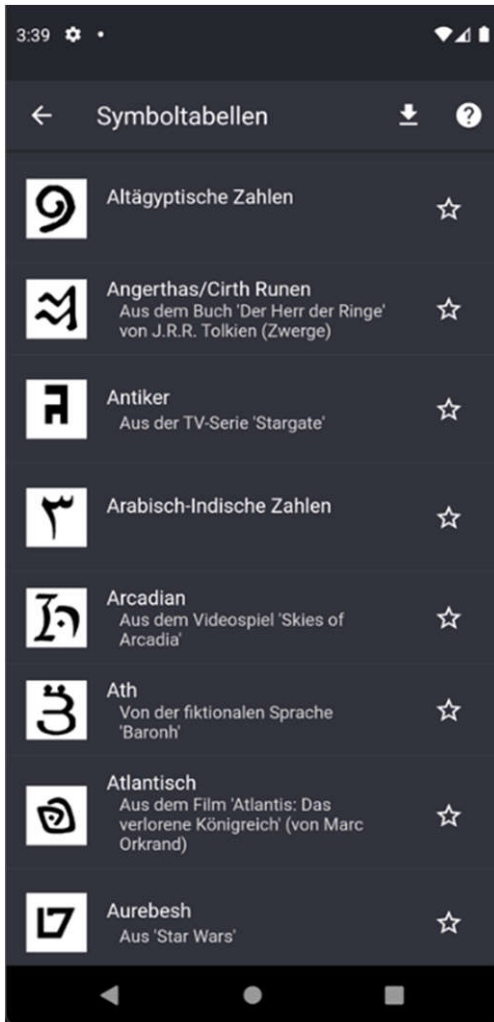 3:39
Symboltabellen
Altägyptische Zahlen
Angerthas/Cirth Runen
Aus dem Buch 'Der Herr der Ringe'
von J.R.R. Tolkien (Zwerge)
Antiker
Aus der TV-Serie 'Stargate'
٣
Arabisch-Indische Zahlen
Arcadian
Aus dem Videospiel 'Skies of
Arcadia'
Ath
Von der fiktionalen Sprache
'Baronh'
Atlantisch
Aus dem Film 'Atlantis: Das
verlorene Königreich' (von Marc
Orkrand)
Aurebesh
Aus 'Star Wars'